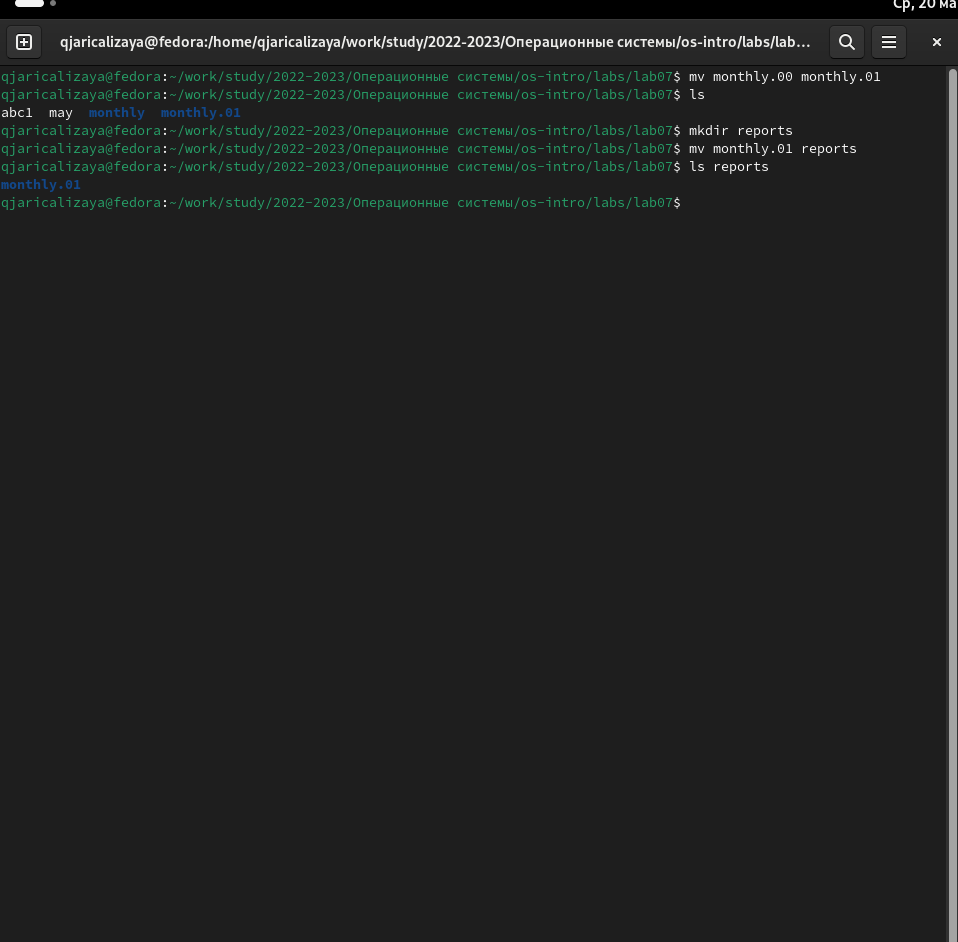 Ср, 20 ма
qjaricalizaya@fedora:/home/qjaricalizaya/work/study/2022-2023/Операционные системы/os-intro/labs/lab...
qjaricalizaya@fedora:~/work/study/2022-2023/Операционные системы/os-intro/labs/lab07$ mv monthly.00 monthly.01
qjaricalizaya@fedora:~/work/study/2022-2023/Операционные системы/os-intro/labs/lab07$ ls
abc1  may  monthly  monthly.01
qjaricalizaya@fedora:~/work/study/2022-2023/Операционные системы/os-intro/labs/lab07$ mkdir reports
qjaricalizaya@fedora:~/work/study/2022-2023/Операционные системы/os-intro/labs/lab07$ mv monthly.01 reports
qjaricalizaya@fedora:~/work/study/2022-2023/Операционные системы/os-intro/labs/lab07$ ls reports
monthly.01
qjaricalizaya@fedora:~/work/study/2022-2023/Операционные системы/os-intro/labs/lab07$